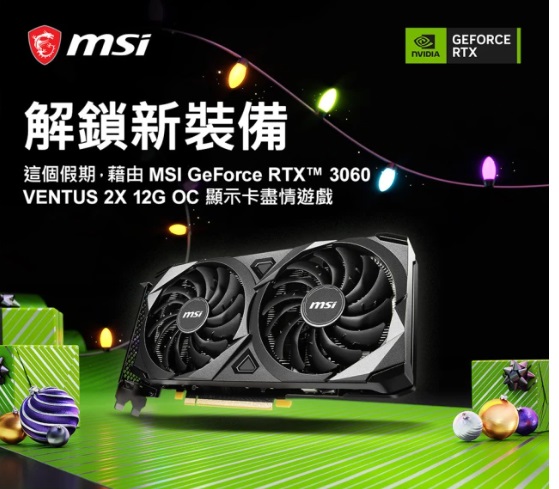 msi
NVIDIA
GEFORCE
RTX
解鎖新裝備
這個假期，藉由 MSI GeForce RTX™ 3060
VENTUS 2X 12G OC 顯示卡盡情遊戲
msi
msi